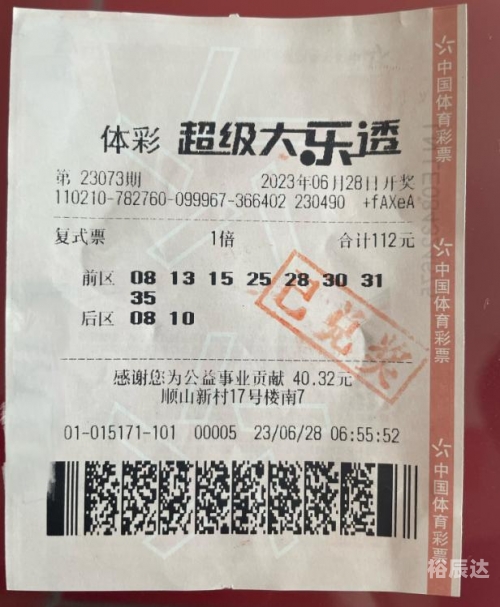 体彩 超级大乐透
第 23073期 2023年06月28日开奖
110210-782760-099967-366402 230490 +fAXeA
复式票 1倍 合计112元
前区 08 13 15 25 28 30 31
35
后区 08 10
已兑奖
感谢您为公益事业贡献 40.32元
顺山新村17号楼南7
01-015171-101 00005 23/06/28 06:55:52
中国体育彩票
中国体育彩票
中国体育彩票
裕辰达